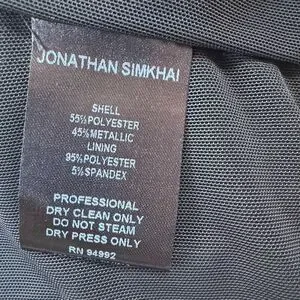 JONATHAN SIMKHAI
SHELL
55%POLYESTER
45%METALLIC
LINING
95%POLYESTER
5%SPANDEX
PROFESSIONAL
DRY CLEAN ONLY
DO NOT STEAM
DRY PRESS ONLY
RN 94992